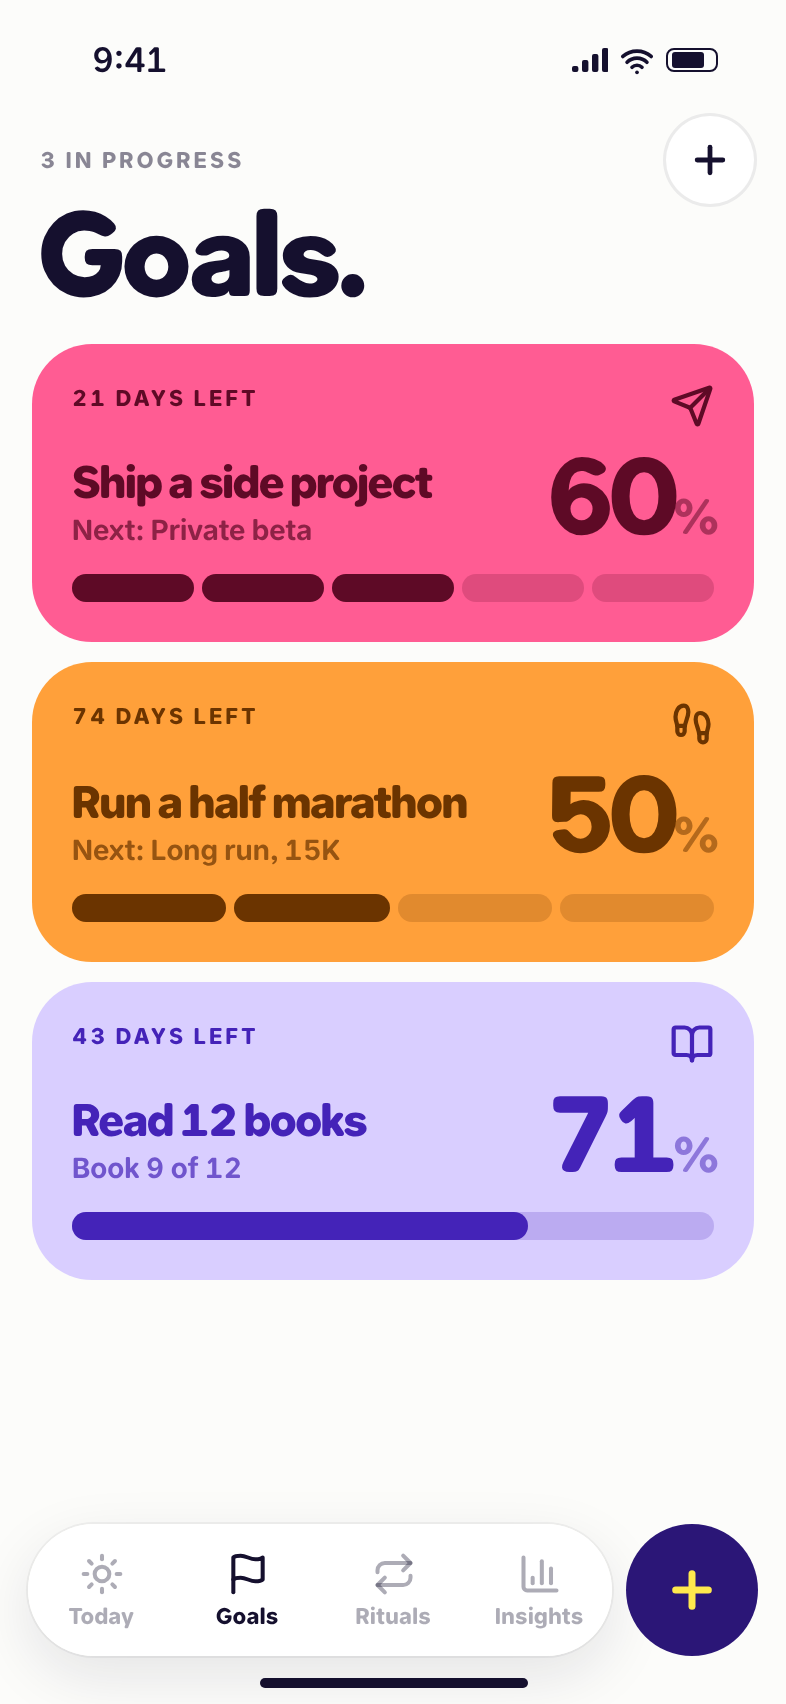 9:41
3 IN PROGRESS
Goals.
21 DAYS LEFT
Ship a side project
Next: Private beta
60%
74 DAYS LEFT
Run a half marathon
Next: Long run, 15K
50%
43 DAYS LEFT
Read 12 books
Book 9 of 12
71%
Today
Goals
Rituals
Insights